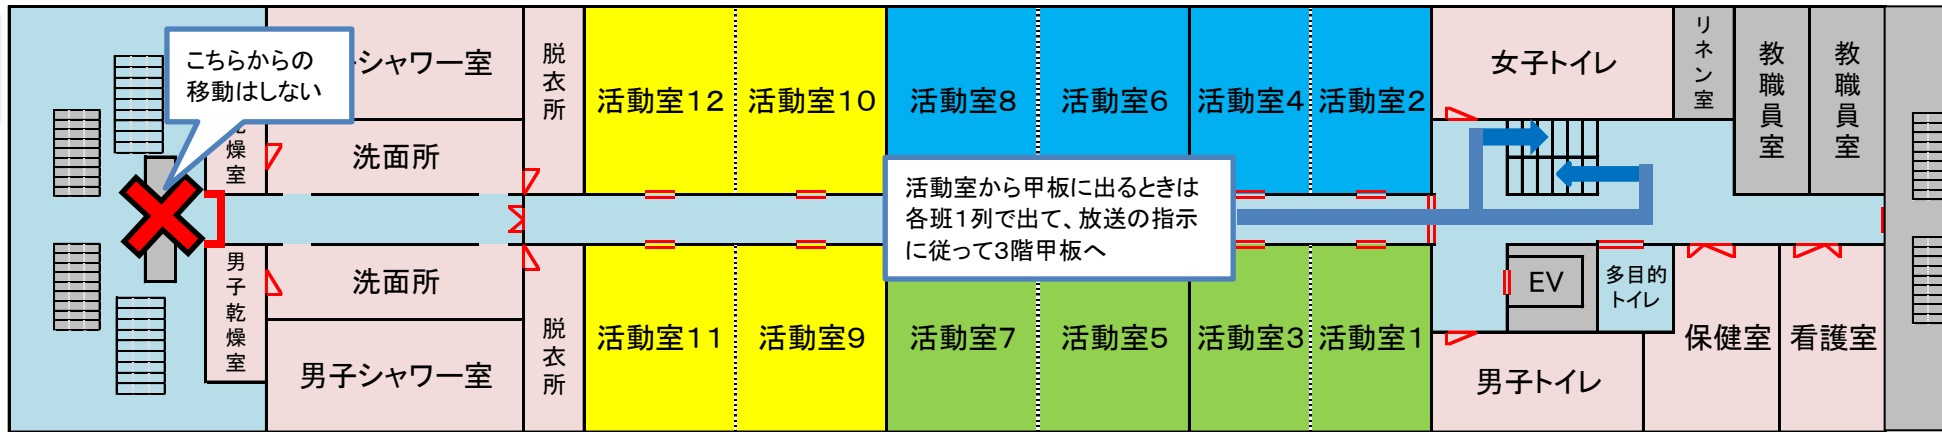 こちらからの
移動はしない
シャワー室
脱衣所
活動室12
活動室10
活動室8
活動室6
活動室4
活動室2
女子トイレ
リネン室
教職員室
教職員室
燥室
洗面所
活動室から甲板に出るときは
各班1列で出て、放送の指示
に従って3階甲板へ
男子乾燥室
洗面所
男子シャワー室
脱衣所
活動室11
活動室9
活動室7
活動室5
活動室3
活動室1
EV
多目的
トイレ
男子トイレ
保健室
看護室